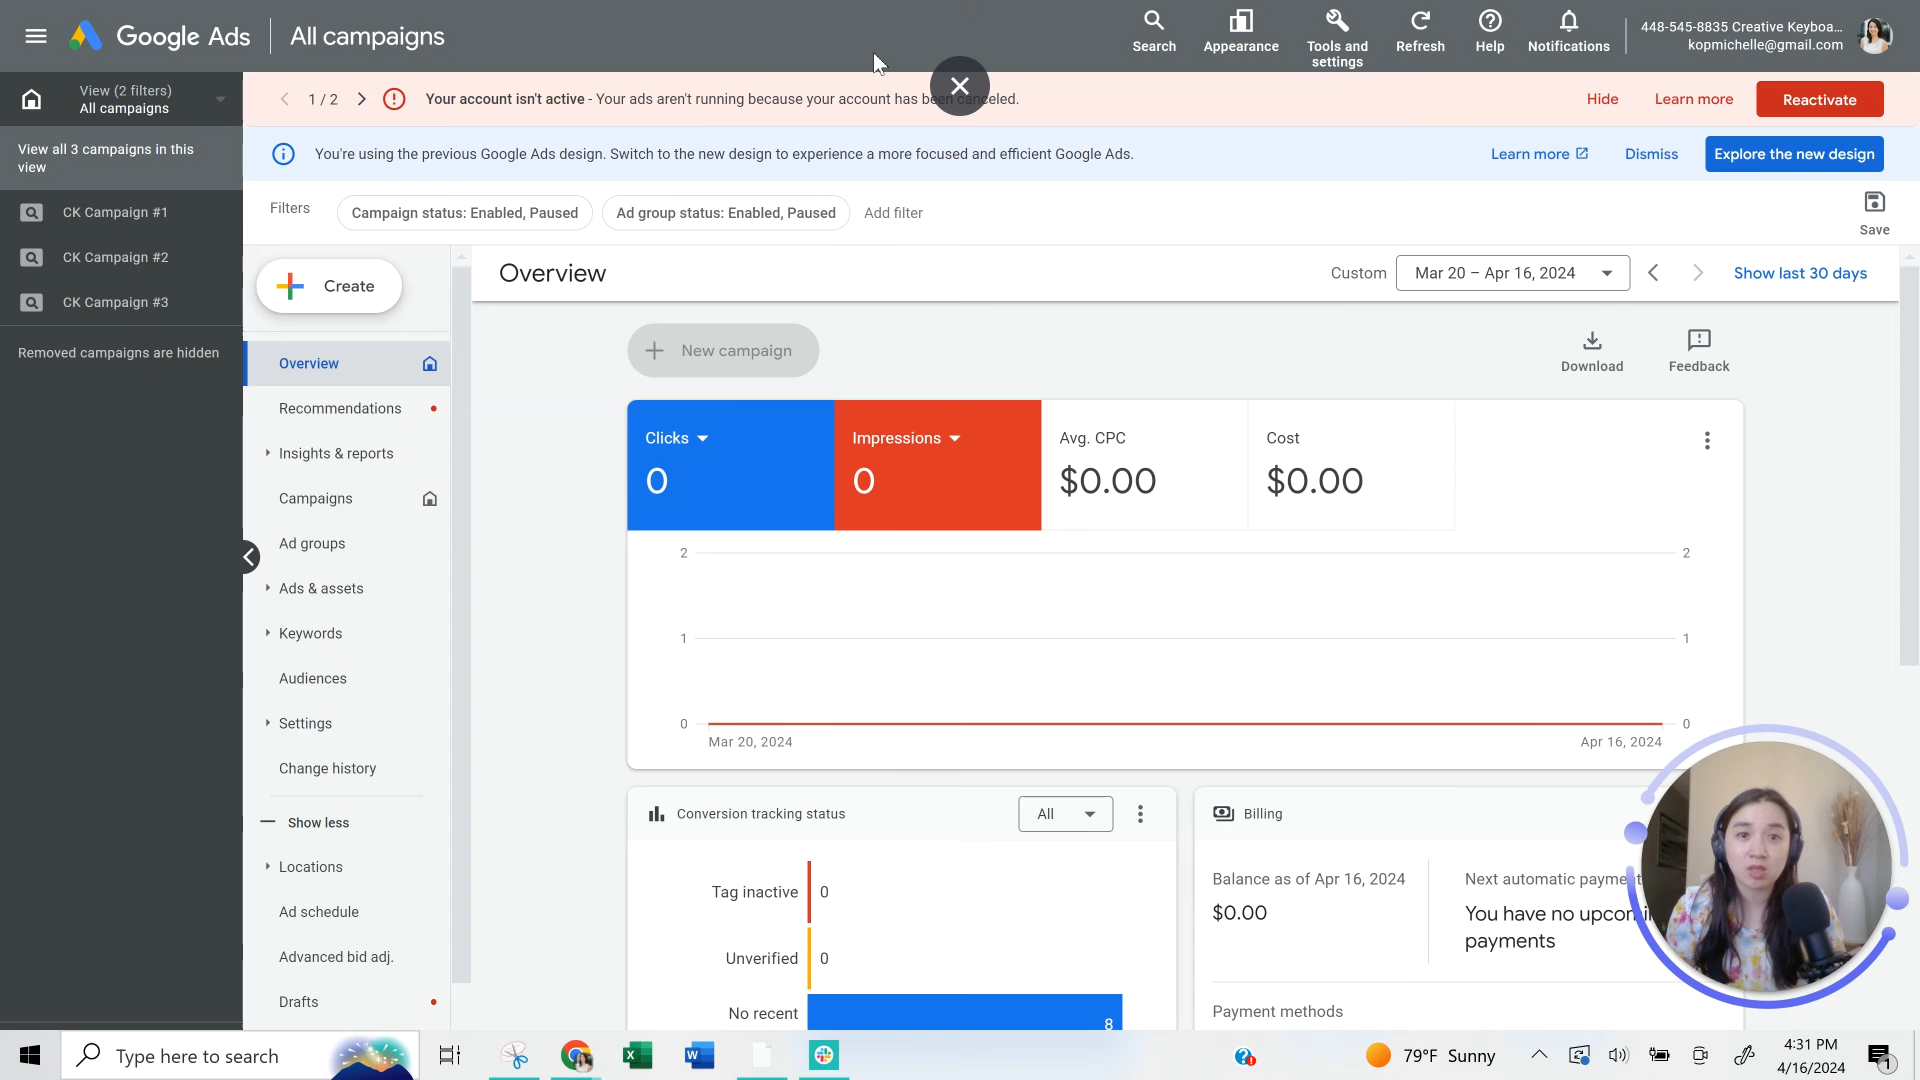 Google Ads
All campaigns
Search
Appearance
Tools and
settings
Refresh
Help
Notifications
448-545-8835 Creative Keyboa...
kopmichelle@gmail.com
View (2 filters)
All campaigns
1 / 2
Your account isn't active - Your ads aren't running because your account has been canceled.
Hide
Learn more
Reactivate
View all 3 campaigns in this
view
You're using the previous Google Ads design. Switch to the new design to experience a more focused and efficient Google Ads.
Learn more
Dismiss
Explore the new design
CK Campaign #1
CK Campaign #2
CK Campaign #3
Removed campaigns are hidden
Filters
Campaign status: Enabled, Paused
Ad group status: Enabled, Paused
Add filter
Save
Create
Overview
Recommendations
Insights & reports
Campaigns
Ad groups
Ads & assets
Keywords
Audiences
Settings
Change history
Show less
Locations
Ad schedule
Advanced bid adj.
Drafts
Overview
Custom
Mar 20 – Apr 16, 2024
Show last 30 days
New campaign
Download
Feedback
Clicks
0
Impressions
0
Avg. CPC
$0.00
Cost
$0.00
2
2
1
1
0
0
Mar 20, 2024
Apr 16, 2024
Conversion tracking status
All
Tag inactive
0
Unverified
0
No recent
8
Billing
Balance as of Apr 16, 2024
$0.00
Next automatic payment
You have no upcomi
payments
Payment methods
Type here to search
79°F Sunny
4:31 PM
4/16/2024
1